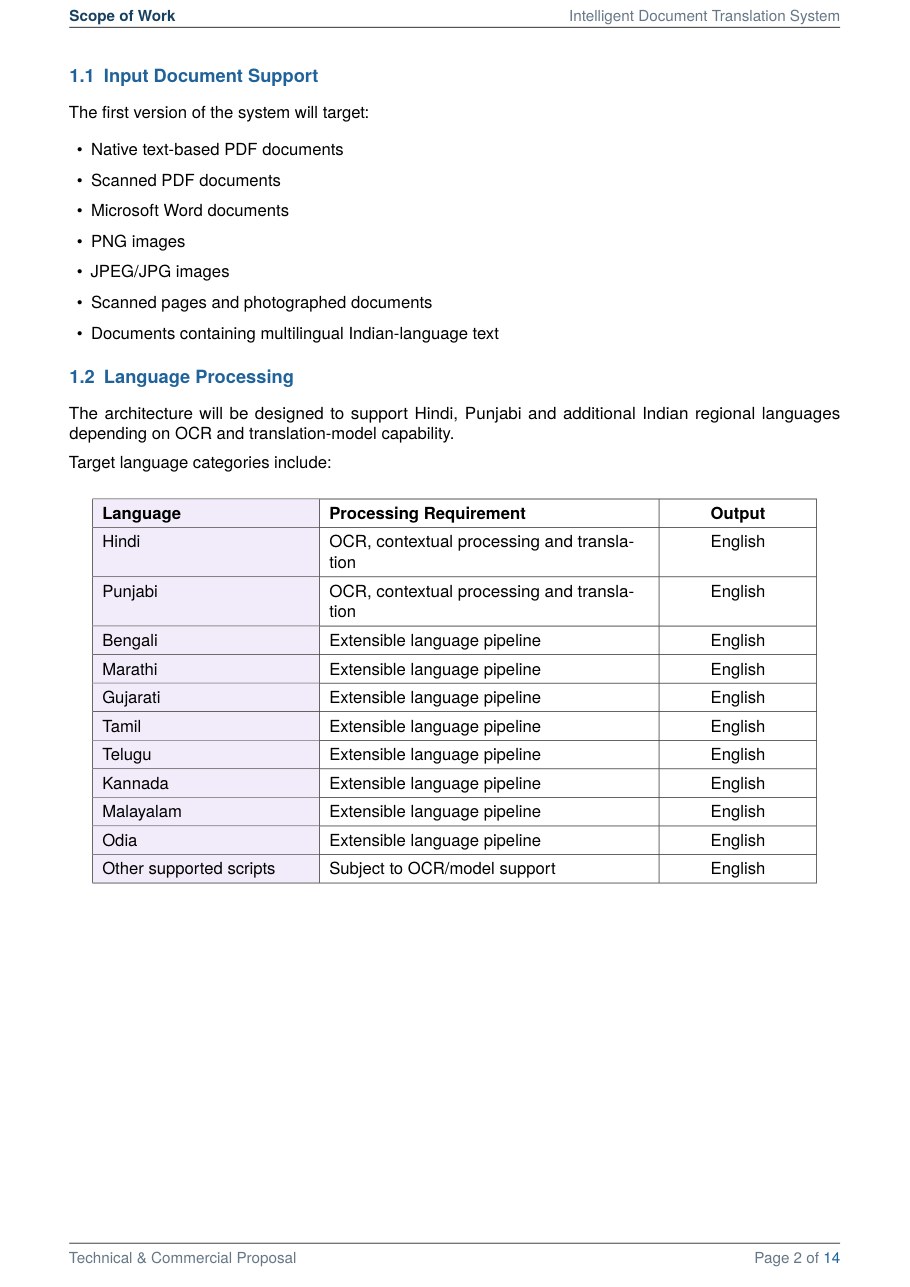 Scope of Work Intelligent Document Translation System
1.1 Input Document Support
The first version of the system will target:
• Native text-based PDF documents
• Scanned PDF documents
• Microsoft Word documents
• PNG images
• JPEG/JPG images
• Scanned pages and photographed documents
• Documents containing multilingual Indian-language text
1.2 Language Processing
The architecture will be designed to support Hindi, Punjabi and additional Indian regional languages
depending on OCR and translation-model capability.
Target language categories include:
Language Processing Requirement Output
Hindi OCR, contextual processing and transla- English
tion
Punjabi OCR, contextual processing and transla- English
tion
Bengali Extensible language pipeline English
Marathi Extensible language pipeline English
Gujarati Extensible language pipeline English
Tamil Extensible language pipeline English
Telugu Extensible language pipeline English
Kannada Extensible language pipeline English
Malayalam Extensible language pipeline English
Odia Extensible language pipeline English
Other supported scripts Subject to OCR/model support English
Technical & Commercial Proposal Page 2 of 14